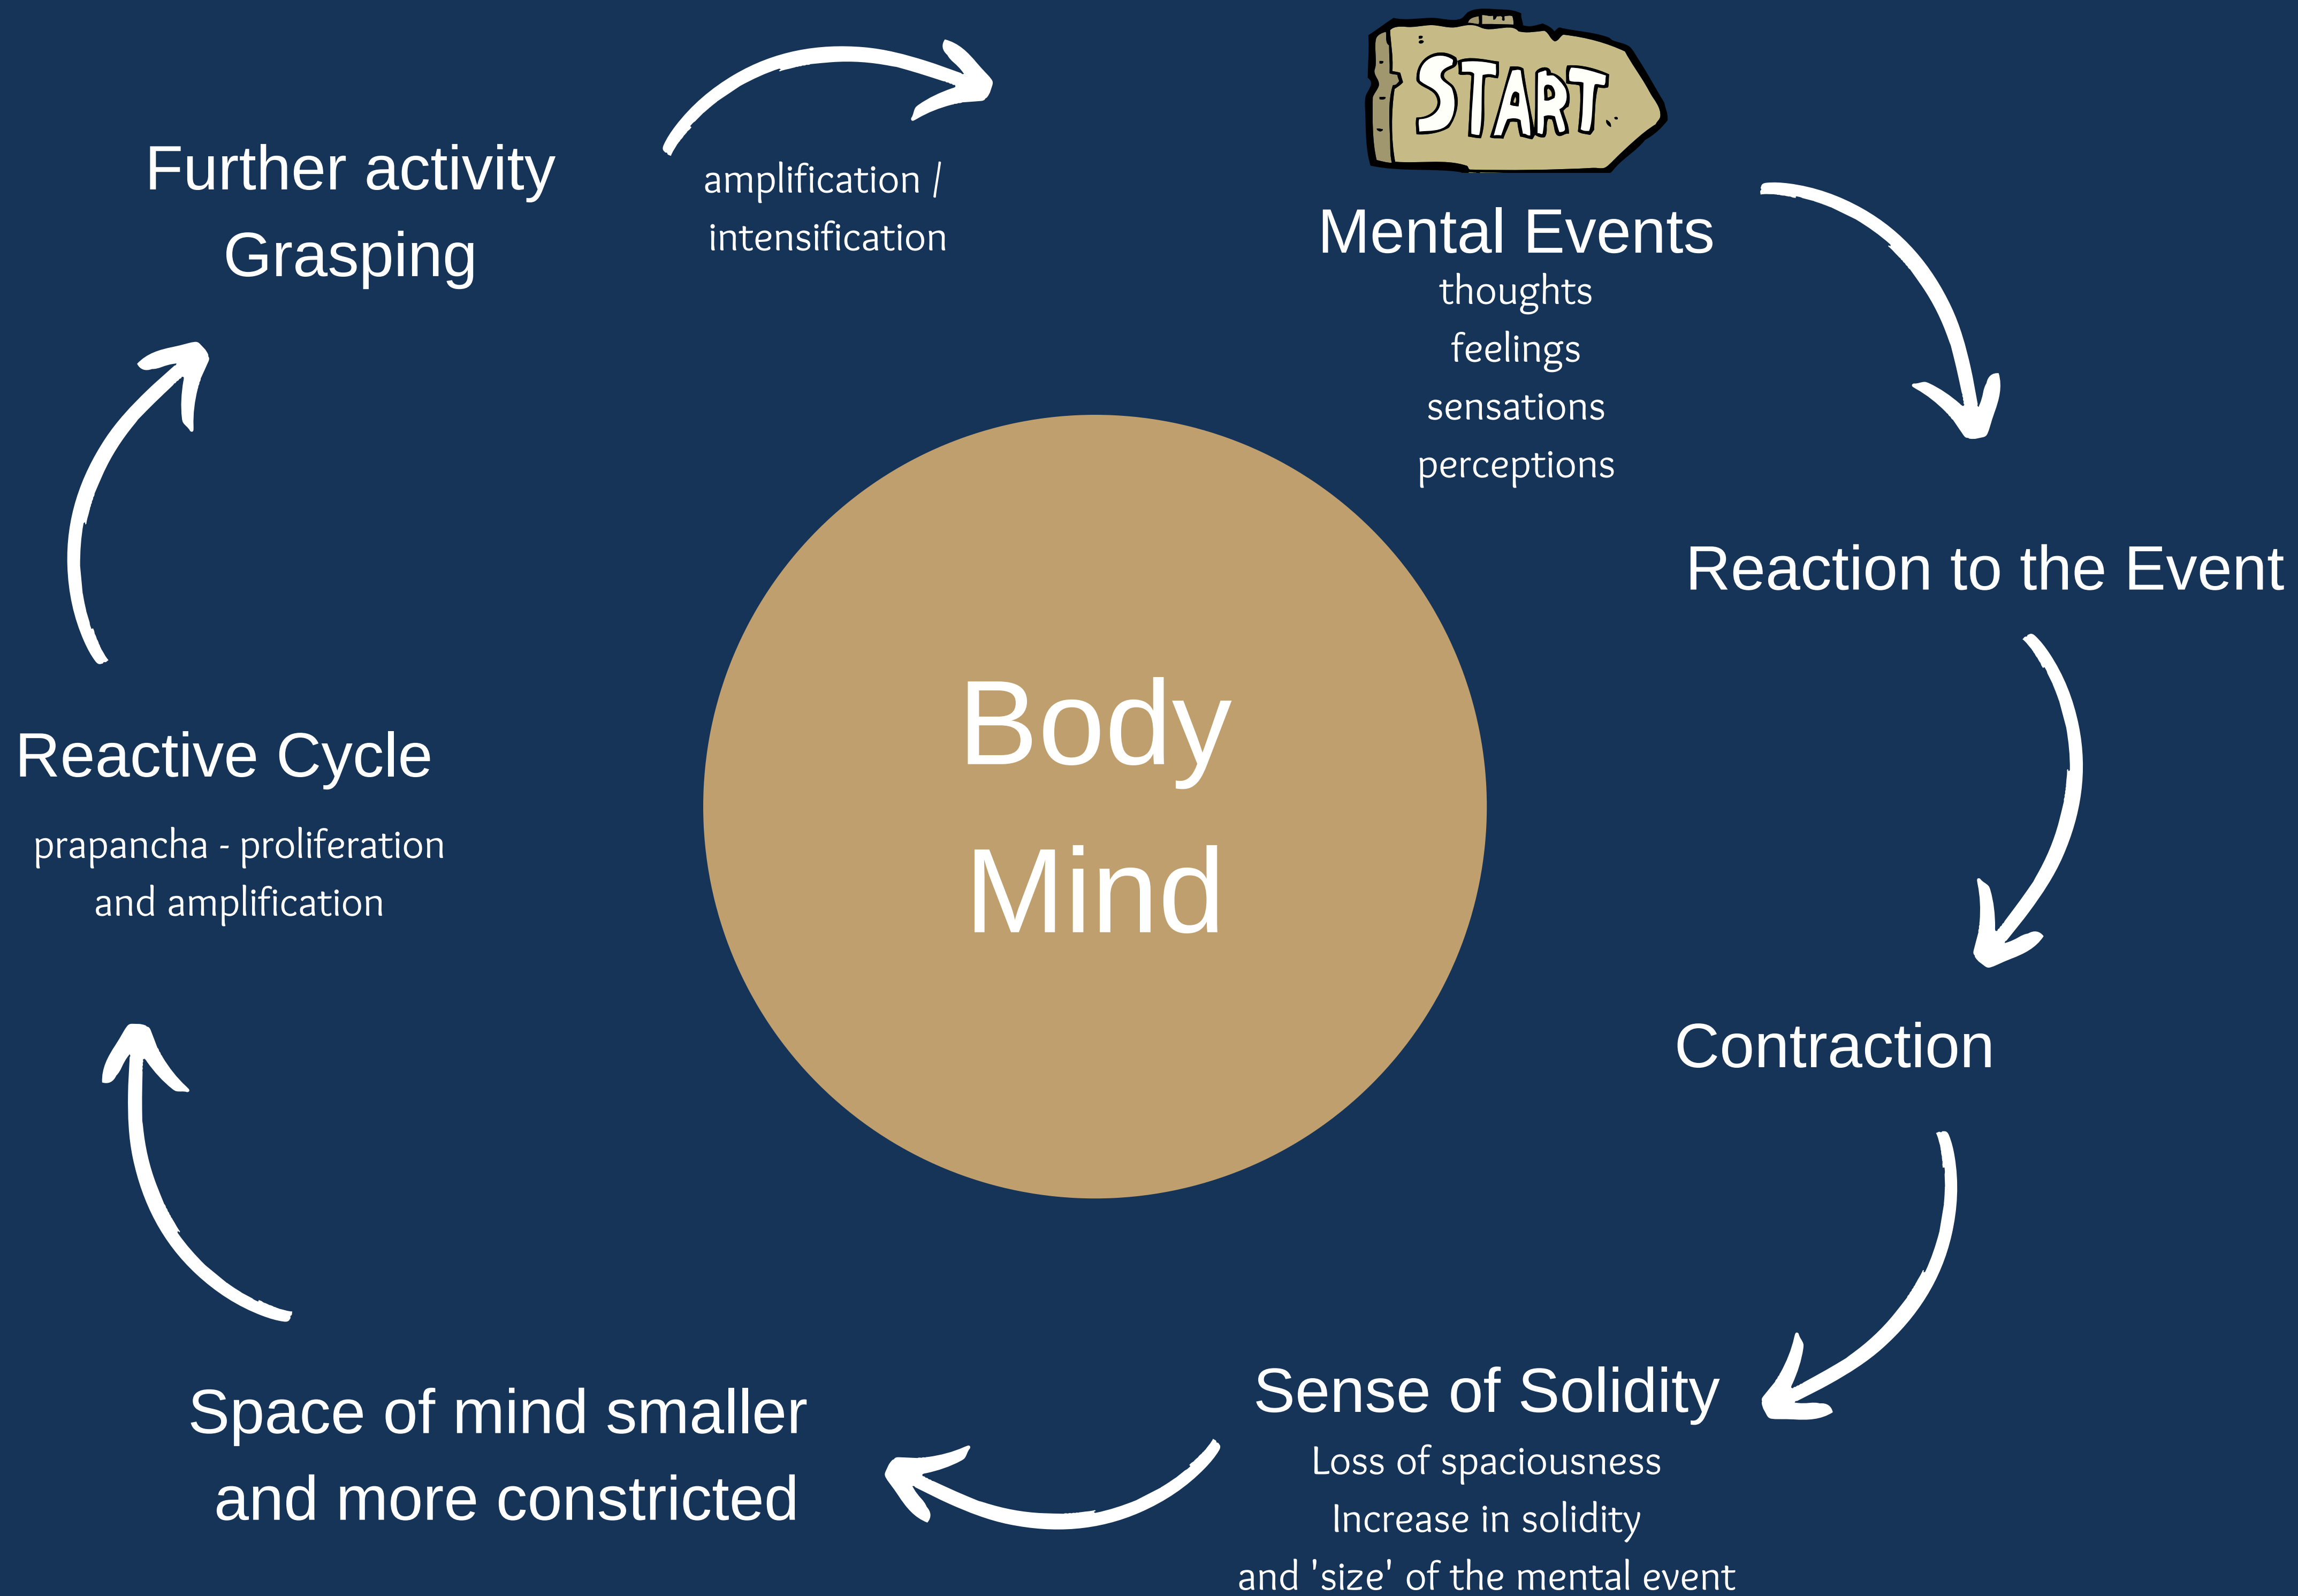 START
Mental Events
thoughts
feelings
sensations
perceptions
Reaction to the Event
Contraction
Sense of Solidity
Loss of spaciousness
Increase in solidity
and 'size' of the mental event
Space of mind smaller
and more constricted
Reactive Cycle
prapancha - proliferation
and amplification
Further activity
Grasping
amplification /
intensification
Body
Mind